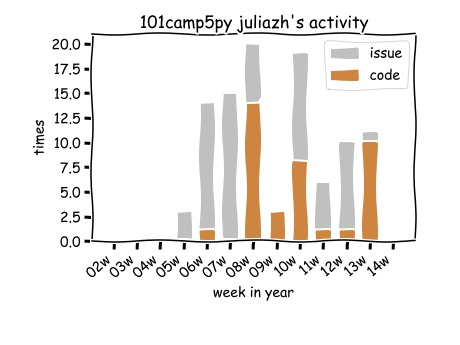 101camp5py juliazh's activity
issue
code
times
20.0
17.5
15.0
12.5
10.0
7.5
5.0
2.5
0.0
02w 03w 04w 05w 06w 07w 08w 09w 10w 11w 12w 13w 14w
week in year